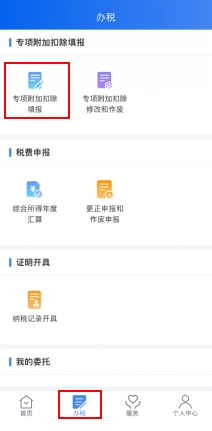 办税
专项附加扣除填报
专项附加扣除
填报
专项附加扣除
修改和作废
税费申报
综合所得年度
汇算
更正申报和
作废申报
证明开具
纳税记录开具
我的委托
首页
办税
服务
个人中心